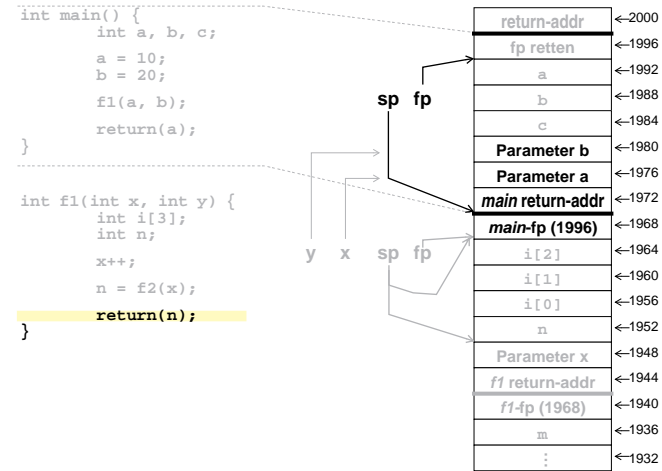 int main() {
int a, b, c;
a = 10;
b = 20;
f1(a, b);
return(a);
}
int f1(int x, int y) {
int i[3];
int n;
x++;
n = f2(x);
return(n);
}
sp fp
y x sp fp
return-addr
fp retten
a
b
c
Parameter b
Parameter a
main return-addr
main-fp (1996)
i[2]
i[1]
i[0]
n
Parameter x
f1 return-addr
f1-fp (1968)
m
⋮
2000
1996
1992
1988
1984
1980
1976
1972
1968
1964
1960
1956
1952
1948
1944
1940
1936
1932